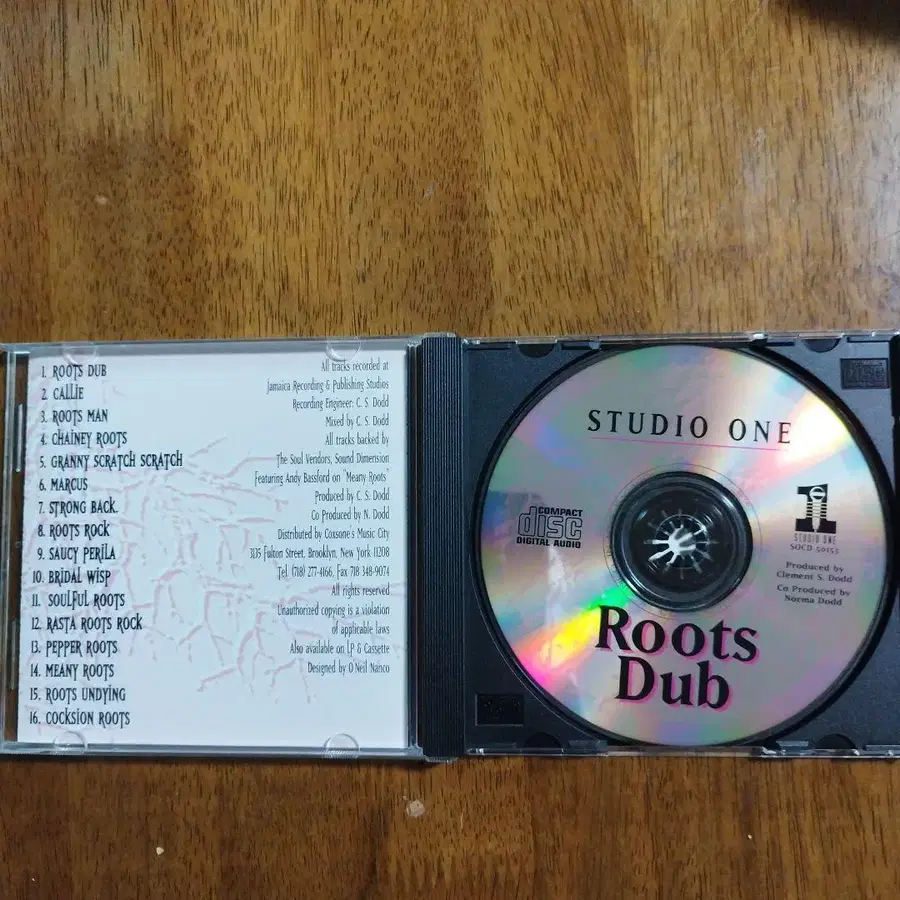 1. ROOTS DUB
2. CALLIE
3. ROOTS MAN
4. CHAINEY ROOTS
5. GRANNY SCRATCH SCRATCH
6. MARCUS
7. STRONG BACK.
8. ROOTS ROCK
9. SAUCY PERILA
10. BRIDAL WISP
11. SOULFUL ROOTS
12. RASTA ROOTS ROCK
13. PEPPER ROOTS
14. MEANY ROOTS
15. ROOTS UNDYING
16. COCKSION ROOTS
All tracks recorded at
Jamaica Recording & Publishing Studios
Recording Engineer: C. S. Dodd
Mixed by C. S. Dodd
All tracks backed by
The Soul Vendors, Sound Dimension
Featuring Andy Bassford on "Meany Roots"
Produced by C. S. Dodd
Co Produced by N. Dodd
Distributed by Coxsone's Music City
3135 Fulton Street, Brooklyn, New York 11208
Tel. (718) 277-4166, Fax 718 348-9074
All rights reserved
Unauthorized copying is a violation
of applicable laws
Also available on LP & Cassette
Designed by O'Neil Nanco
STUDIO ONE
COMPACT
disc
DIGITAL AUDIO
1
STUDIO ONE
SOCD 50153
Produced by
Clement S. Dodd
Co Produced by
Norma Dodd
Roots
Dub